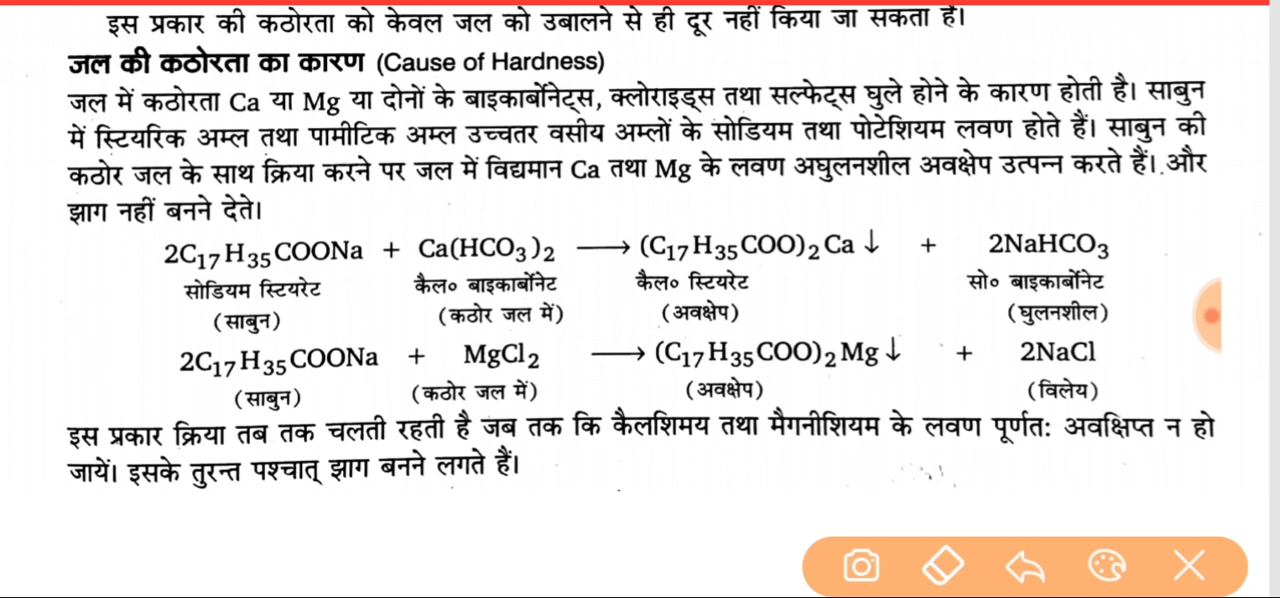 इस प्रकार की कठोरता को केवल जल को उबालने से ही दूर नहीं किया जा सकता है।
जल की कठोरता का कारण (Cause of Hardness)
जल में कठोरता Ca या Mg या दोनों के बाइकार्बोनेट्स, क्लोराइड्स तथा सल्फेट्स घुले होने के कारण होती है। साबुन
में स्टियरिक अम्ल तथा पामीटिक अम्ल उच्चतर वसीय अम्लों के सोडियम तथा पोटेशियम लवण होते हैं। साबुन की
कठोर जल के साथ क्रिया करने पर जल में विद्यमान Ca तथा Mg के लवण अघुलनशील अवक्षेप उत्पन्न करते हैं। और
झाग नहीं बनने देते।
2C₁₇H₃₅COONa + Ca(HCO₃)₂ ⟶ (C₁₇H₃₅COO)₂Ca↓ + 2NaHCO₃
सोडियम स्टियरेट कैल० बाइकार्बोनेट कैल० स्टियरेट सो० बाइकार्बोनेट
(साबुन) (कठोर जल में) (अवक्षेप) (घुलनशील)
2C₁₇H₃₅COONa + MgCl₂ ⟶ (C₁₇H₃₅COO)₂Mg↓ + 2NaCl
(साबुन) (कठोर जल में) (अवक्षेप) (विलेय)
इस प्रकार क्रिया तब तक चलती रहती है जब तक कि कैलशिमय तथा मैगनीशियम के लवण पूर्णत: अवक्षिप्त न हो
जायें। इसके तुरन्त पश्चात् झाग बनने लगते हैं।